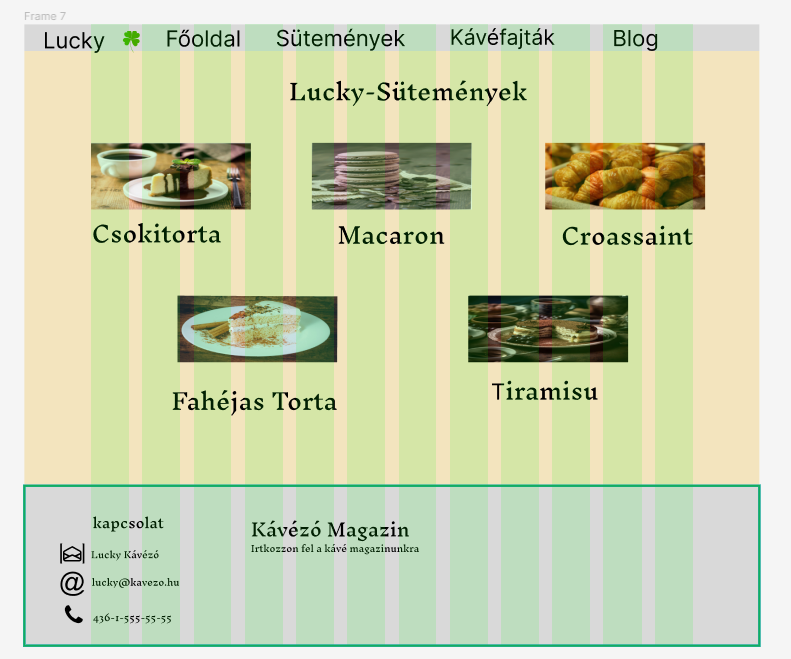 Frame 7
Lucky Főoldal Sütemények Kávéfajták Blog
Lucky-Sütemények
Csokitorta Macaron Croassaint
Fahéjas Torta Tiramisu
kapcsolat
Lucky Kávézó
@ lucky@kavezo.hu
436-1-555-55-55
Kávézó Magazin
Irtkozzon fel a kávé magazinunkra